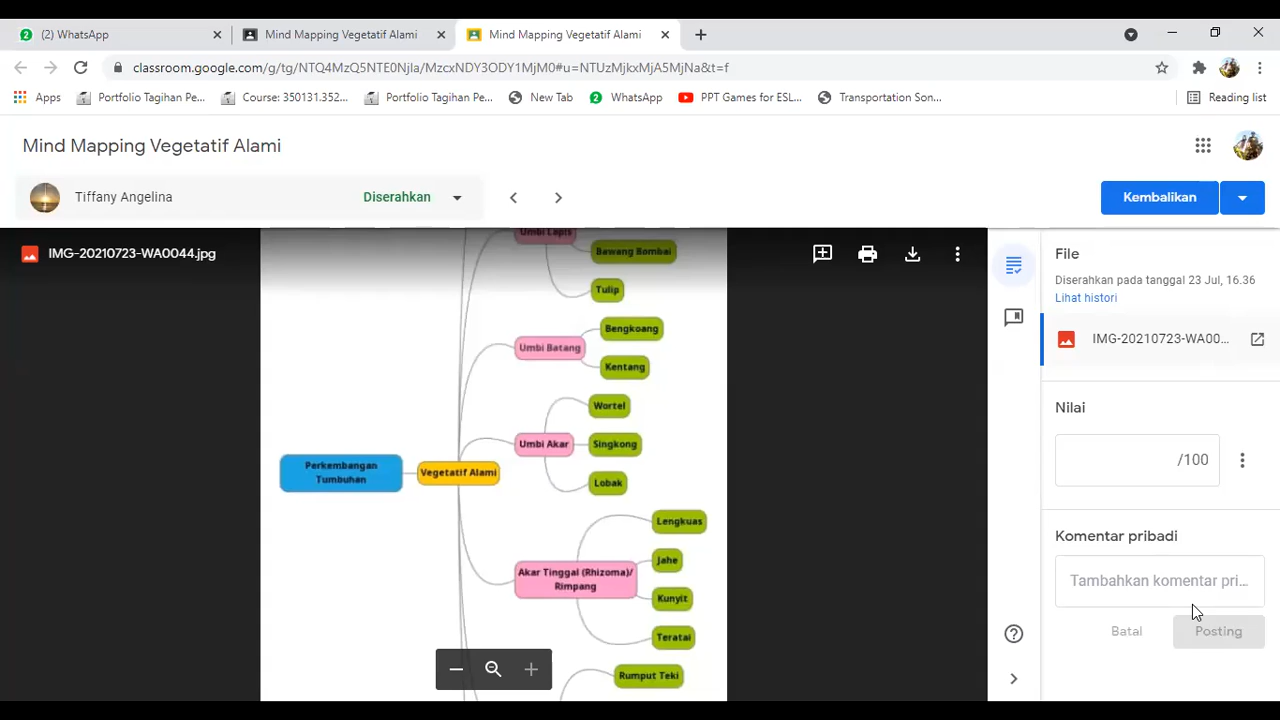 (2) WhatsApp
Mind Mapping Vegetatif Alami
Mind Mapping Vegetatif Alami
classroom.google.com/g/tg/NTQ4MzQ5NTE0NjIa/MzcxNDY3ODY1MjM0#u=NTUzMjkxMjA5MjNa&t=f
Apps
Portfolio Tagihan Pe...
Course: 350131.352...
Portfolio Tagihan Pe...
New Tab
WhatsApp
PPT Games for ESL...
Transportation Son...
Reading list
Mind Mapping Vegetatif Alami
Tiffany Angelina
Diserahkan
Kembalikan
IMG-20210723-WA0044.jpg
Umbi Lapis
Bawang Bombai
Tulip
Umbi Batang
Bengkoang
Kentang
Umbi Akar
Wortel
Singkong
Lobak
Perkembangan
Tumbuhan
Vegetatif Alami
Akar Tinggal (Rhizoma)/
Rimpang
Lengkuas
Jahe
Kunyit
Teratai
Rumput Teki
File
Diserahkan pada tanggal 23 Jul, 16.36
Lihat histori
IMG-20210723-WA00...
Nilai
/100
Komentar pribadi
Tambahkan komentar pri...
Batal
Posting